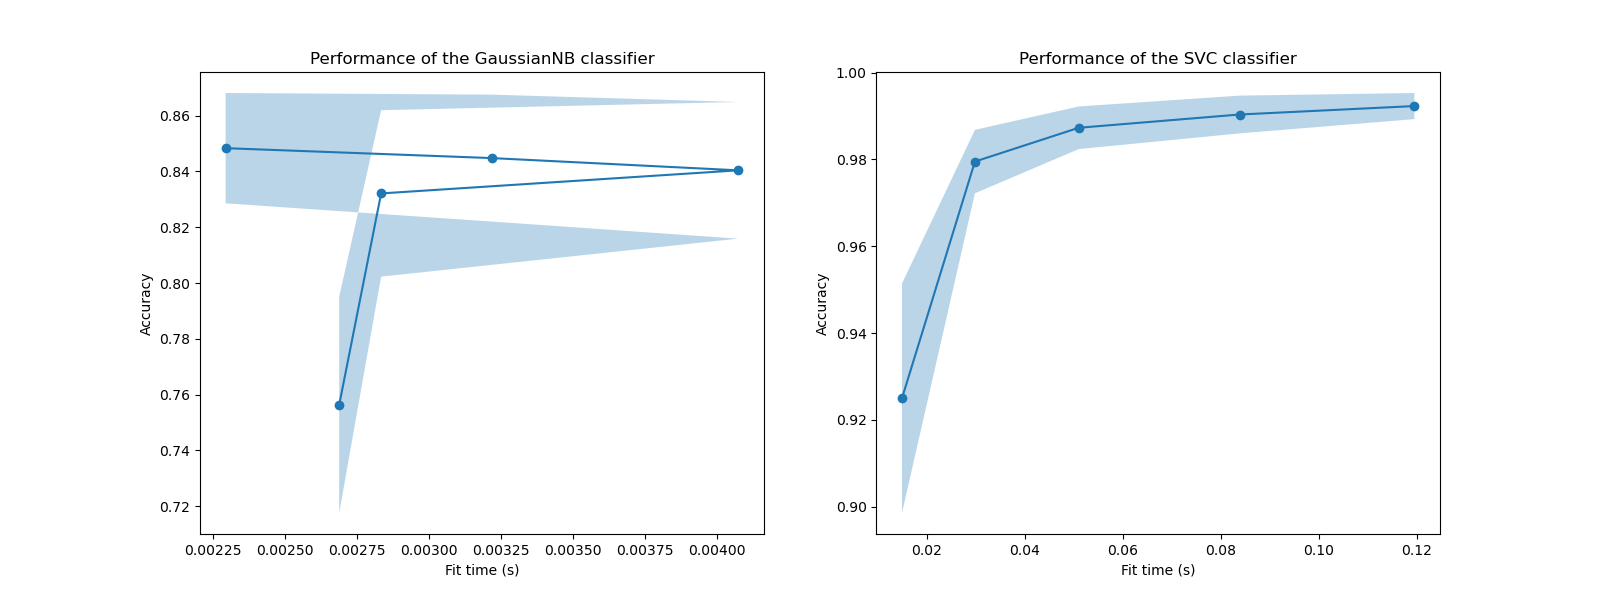 Performance of the GaussianNB classifier
Accuracy
0.86
0.84
0.82
0.80
0.78
0.76
0.74
0.72
0.00225 0.00250 0.00275 0.00300 0.00325 0.00350 0.00375 0.00400
Fit time (s)
Performance of the SVC classifier
Accuracy
1.00
0.98
0.96
0.94
0.92
0.90
0.02 0.04 0.06 0.08 0.10 0.12
Fit time (s)